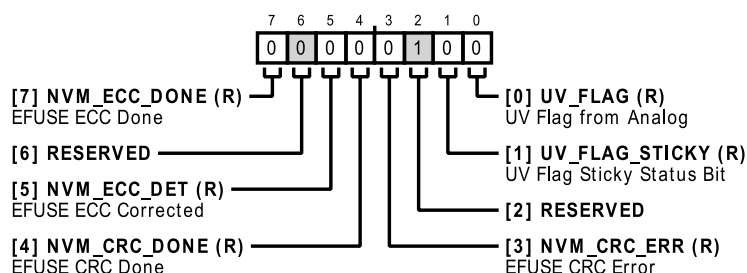 7 6 5 4 3 2 1 0
0 0 0 0 0 1 0 0
[7] NVM_ECC_DONE (R)
EFUSE ECC Done
[6] RESERVED
[5] NVM_ECC_DET (R)
EFUSE ECC Corrected
[4] NVM_CRC_DONE (R)
EFUSE CRC Done
[0] UV_FLAG (R)
UV Flag from Analog
[1] UV_FLAG_STICKY (R)
UV Flag Sticky Status Bit
[2] RESERVED
[3] NVM_CRC_ERR (R)
EFUSE CRC Error